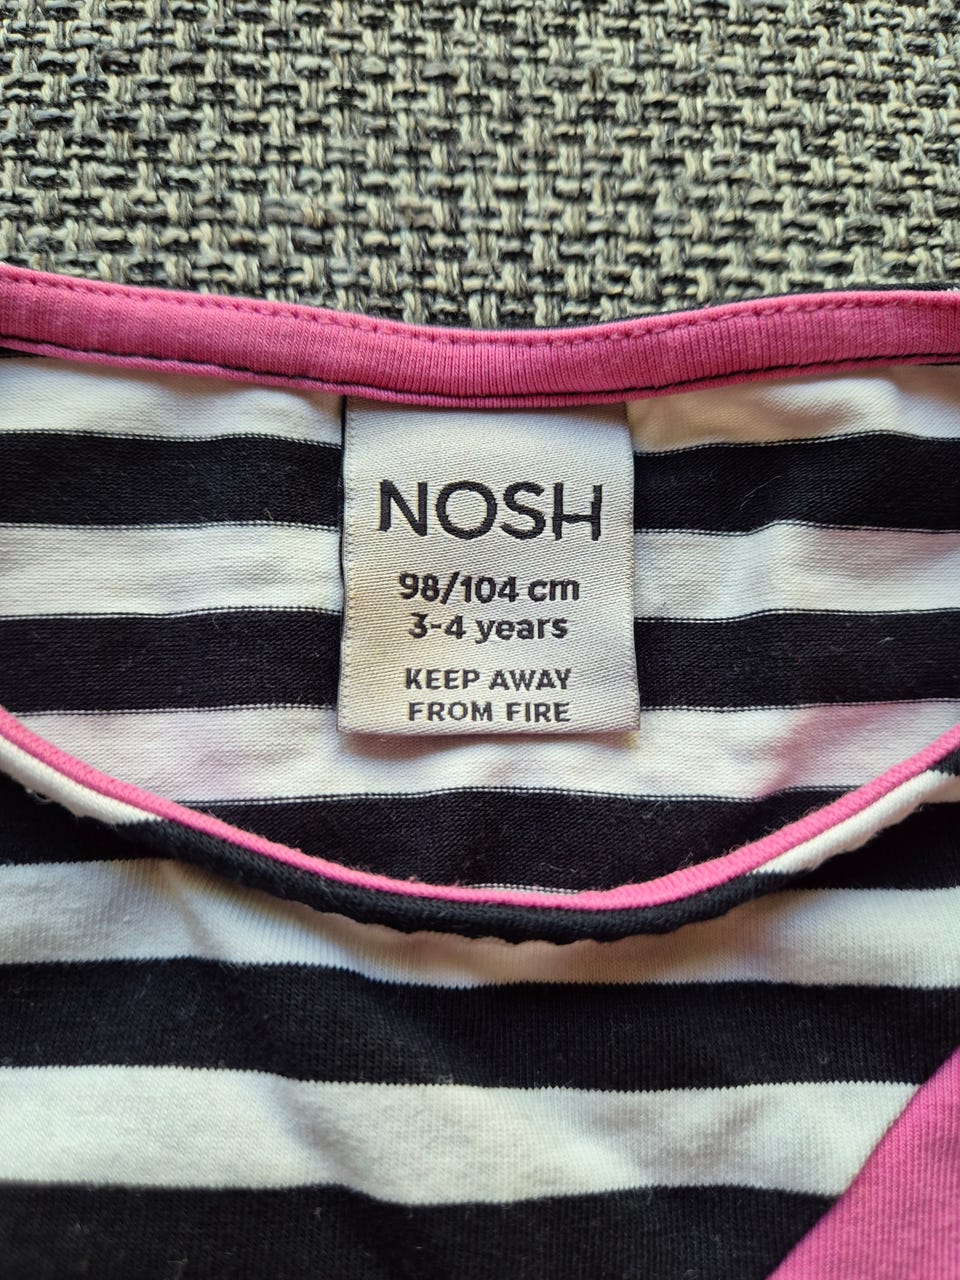 NOSH
98/104 cm
3-4 years
KEEP AWAY
FROM FIRE